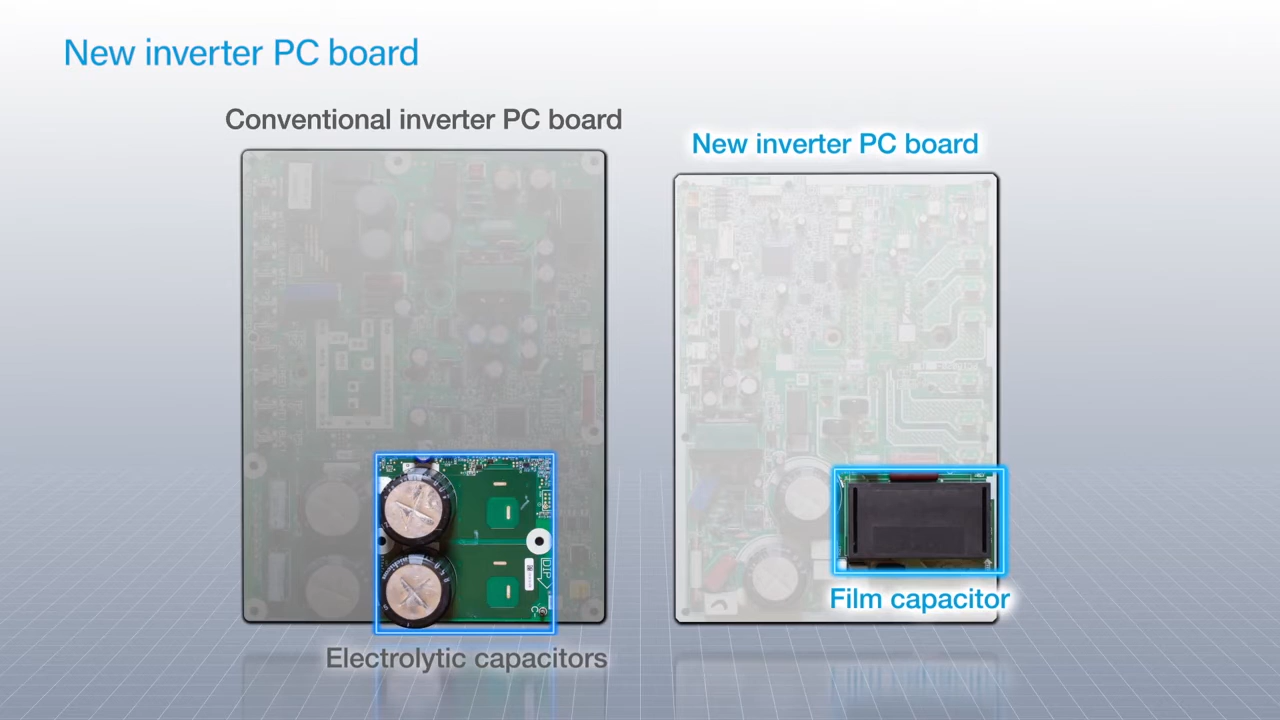 New inverter PC board
Conventional inverter PC board
New inverter PC board
Film capacitor
Electrolytic capacitors